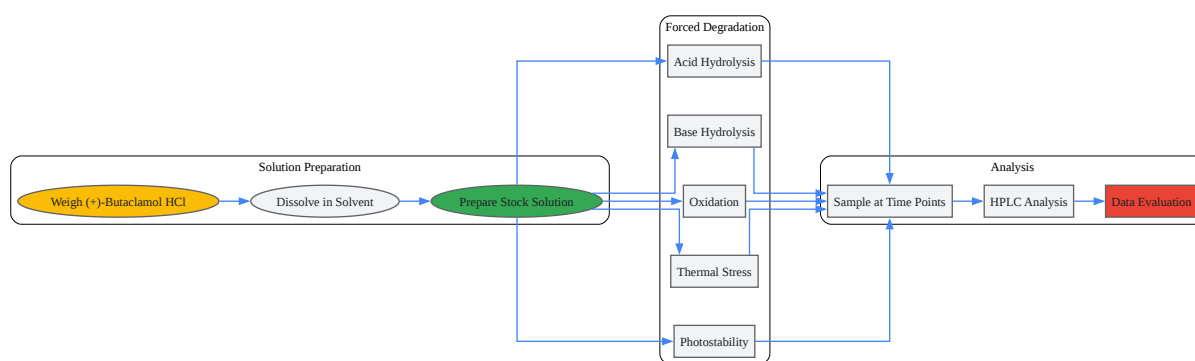 Forced Degradation
Acid Hydrolysis
Base Hydrolysis
Solution Preparation
Analysis
Weigh (+)-Butaclamol HCl
Dissolve in Solvent
Prepare Stock Solution
Oxidation
Sample at Time Points
HPLC Analysis
Data Evaluation
Thermal Stress
Photostability